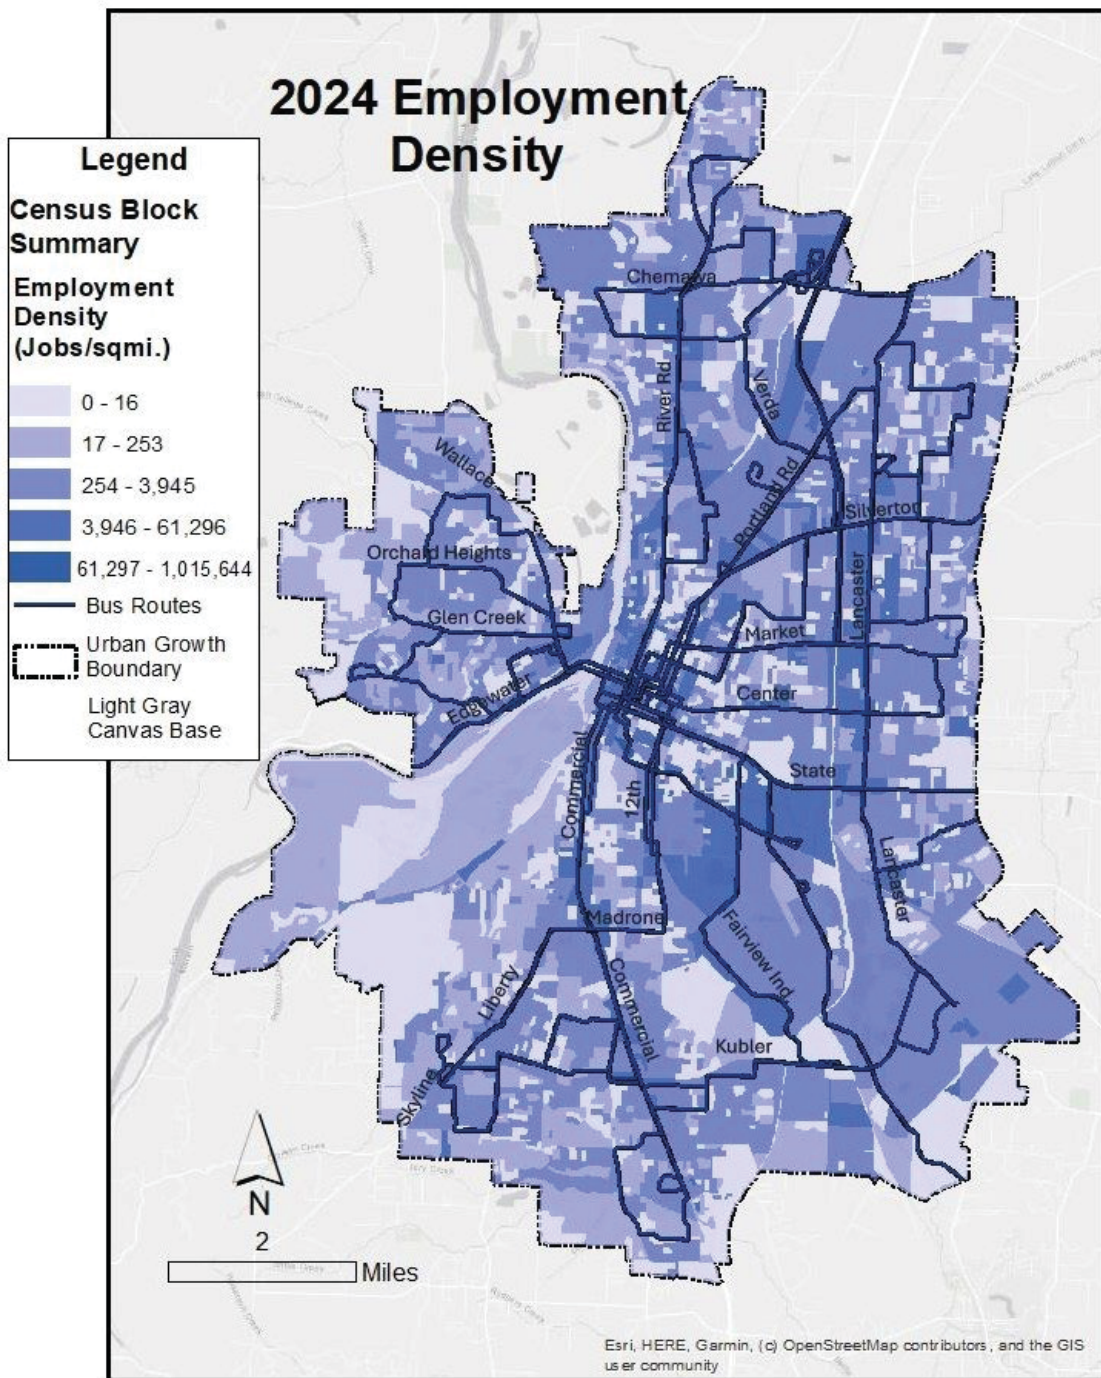 2024 Employment
Density
Legend
Census Block
Summary
Employment
Density
(Jobs/sqmi.)
0 - 16
17 - 253
254 - 3,945
3,946 - 61,296
61,297 - 1,015,644
Bus Routes
Urban Growth
Boundary
Light Gray
Canvas Base
Chemawa
River Rd
Verda
Portland Rd
Wallace
Silverton
Orchard Heights
Glen Creek
Lancaster
Market
Edgewater
Center
State
Commercial
12th
Lancaster
Madrone
Fairview Ind
Liberty
Commercial
Kubler
Skyline
N
2
Miles
Esri, HERE, Garmin, (c) OpenStreetMap contributors, and the GIS
user community